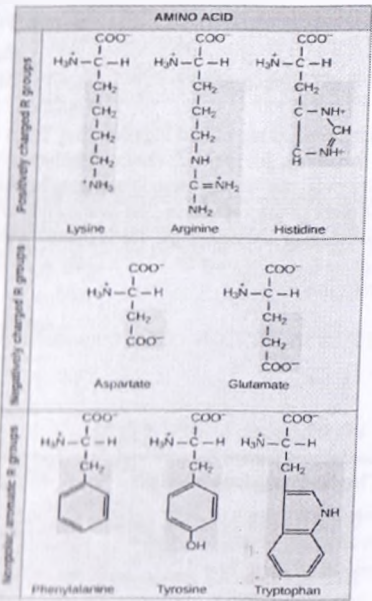 AMINO ACID
Positively charged R groups
COO⁻ COO⁻ COO⁻
H₃N⁺—C—H H₃N⁺—C—H H₃N⁺—C—H
CH₂ CH₂ CH₂
CH₂ CH₂ C—NH⁺
CH₂ CH₂ CH
CH₂ NH C—NH⁺
NH₃ C=NH₂ H
NH₂
Lysine Arginine Histidine
Negatively charged R groups
COO⁻ COO⁻
H₃N⁺—C—H H₃N⁺—C—H
CH₂ CH₂
COO⁻ CH₂
COO⁻
Aspartate Glutamate
Nonpolar, aromatic R groups
COO⁻ COO⁻ COO⁻
H₃N⁺—C—H H₃N⁺—C—H H₃N⁺—C—H
CH₂ CH₂ CH₂
NH
OH
Phenylalanine Tyrosine Tryptophan